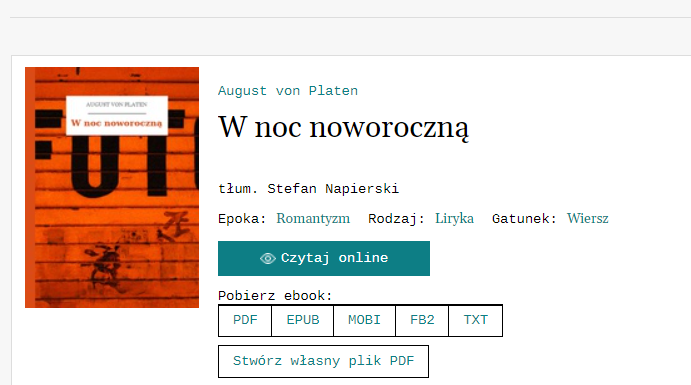 AUGUST VON PLATEN
W noc noworoczną
FUTU
August von Platen
W noc noworoczną
tłum. Stefan Napierski
Epoka: Romantyzm Rodzaj: Liryka Gatunek: Wiersz
Czytaj online
Pobierz ebook:
PDF EPUB MOBI FB2 TXT
Stwórz własny plik PDF